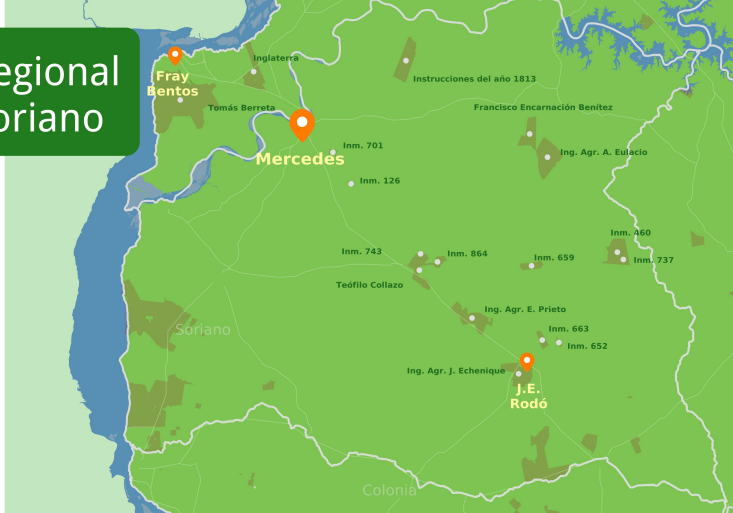 egional
oriano
Fray
Bentos
Inglaterra
Instrucciones del año 1813
Tomás Berreta
Francisco Encarnación Benítez
Mercedes
Inm. 701
Ing. Agr. A. Eulacio
Inm. 126
Inm. 460
Inm. 743
Inm. 864
Inm. 659
Inm. 737
Teófilo Collazo
Ing. Agr. E. Prieto
Soriano
Inm. 663
Inm. 652
Ing. Agr. J. Echenique
J.E.
Rodó
Colonia